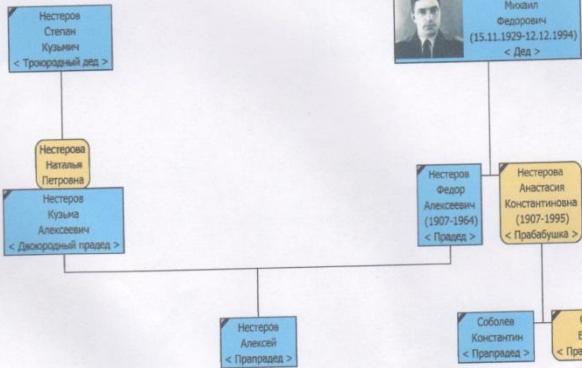 Нестеров
Степан
Кузьмич
< Троюродный дед >
Михаил
Федорович
(15.11.1929-12.12.1994)
< Дед >
Нестерова
Наталья
Петровна
Нестеров
Кузьма
Алексеевич
< Двоюродный прадед >
Нестеров
Федор
Алексеевич
(1907-1964)
< Прадед >
Нестерова
Анастасия
Константиновна
(1907-1995)
< Прабабушка >
Нестеров
Алексей
< Прапрадед >
Соболев
Константин
< Прапрадед >